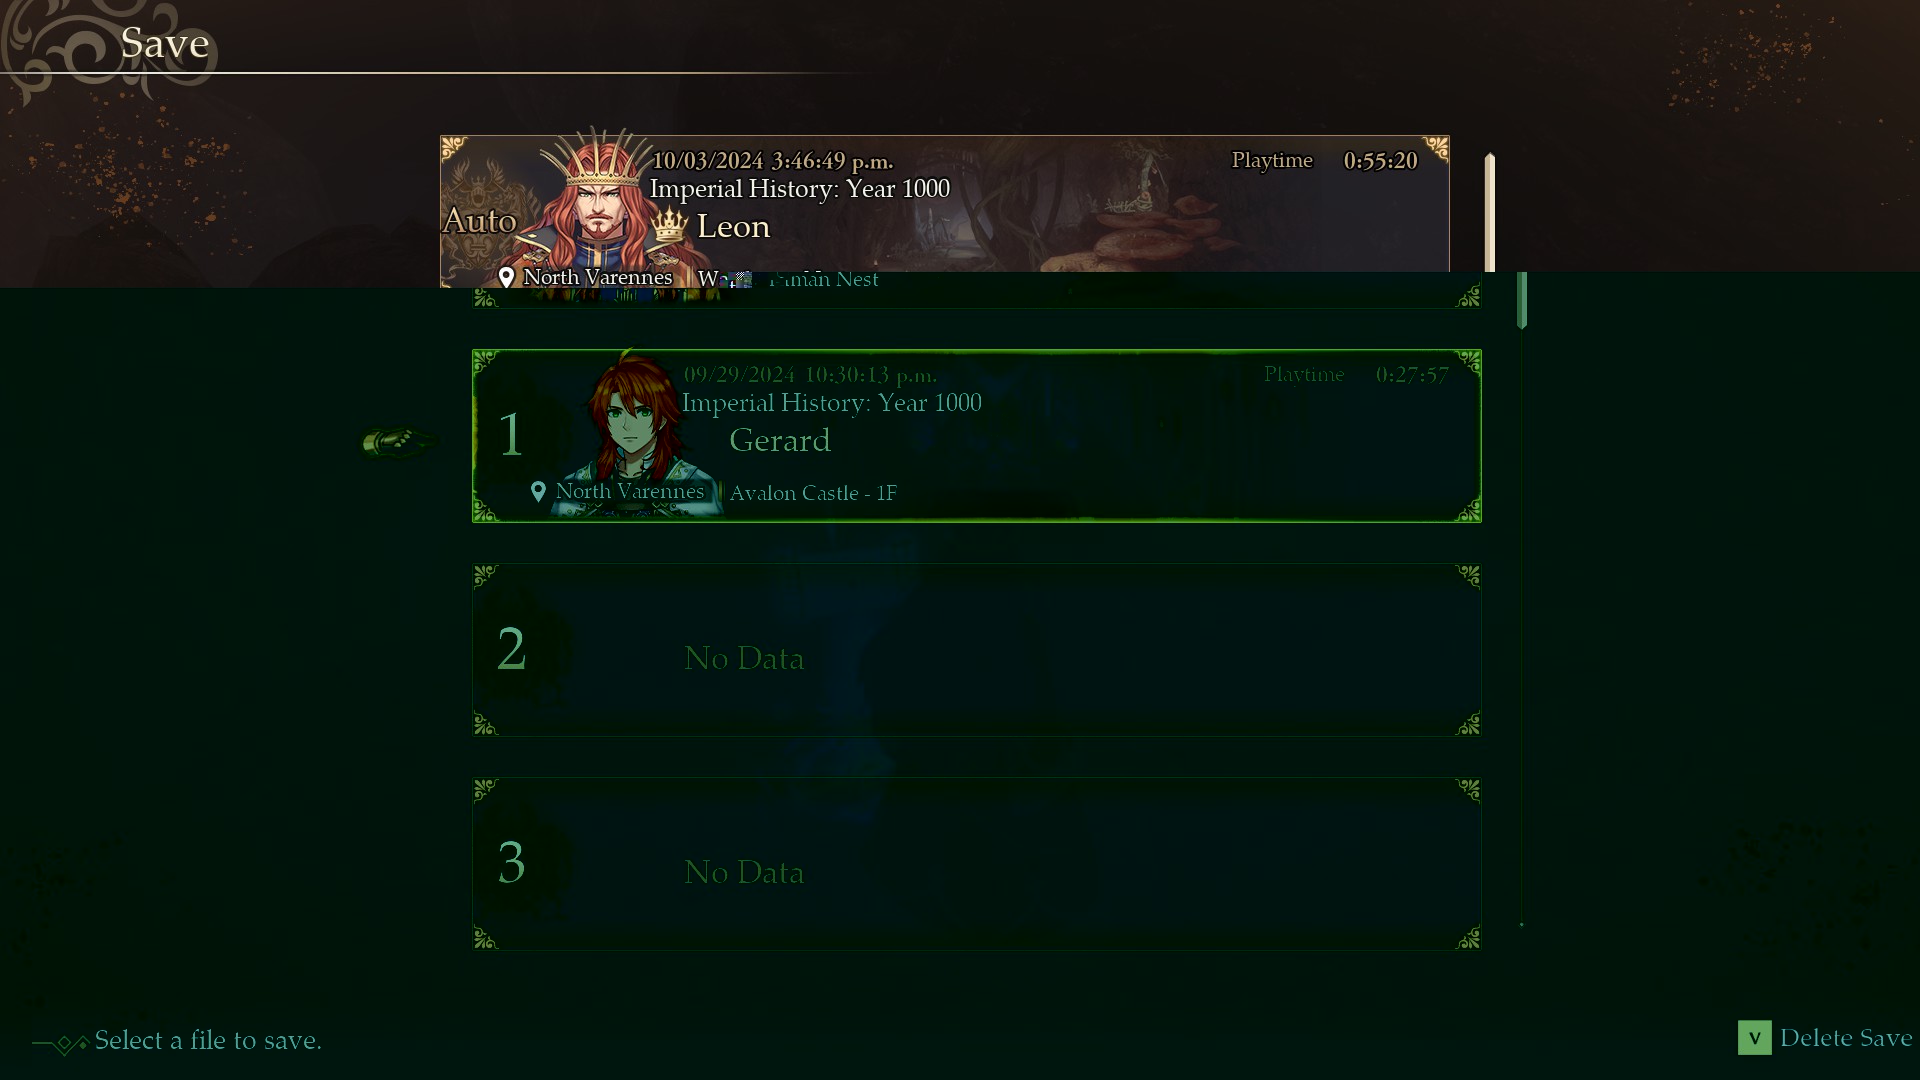 Save
10/03/2024 3:46:49 p.m.
Playtime 0:55:20
Imperial History: Year 1000
Auto
Leon
North Varennes
Nest
09/29/2024 10:30:13 p.m.
Playtime 0:27:57
Imperial History: Year 1000
1
Gerard
North Varennes
Avalon Castle - 1F
2
No Data
3
No Data
Select a file to save.
V Delete Save